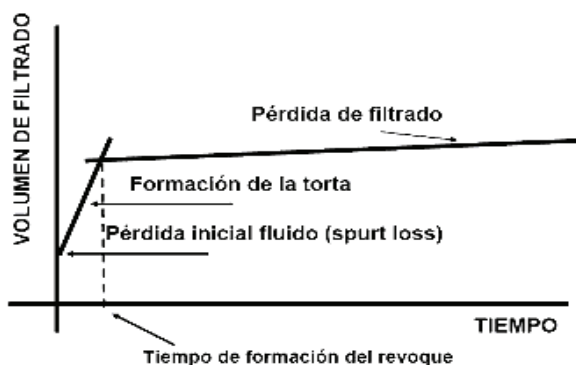 VOLUMEN DE FILTRADO
Pérdida de filtrado
Formación de la torta
Pérdida inicial fluido (spurt loss)
TIEMPO
Tiempo de formación del revoque